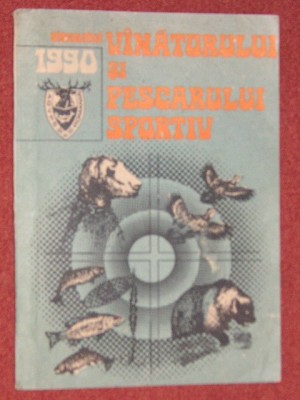 VÎNĂTORULUI
1990
ŞI
PESCARULUI
SPORTIV